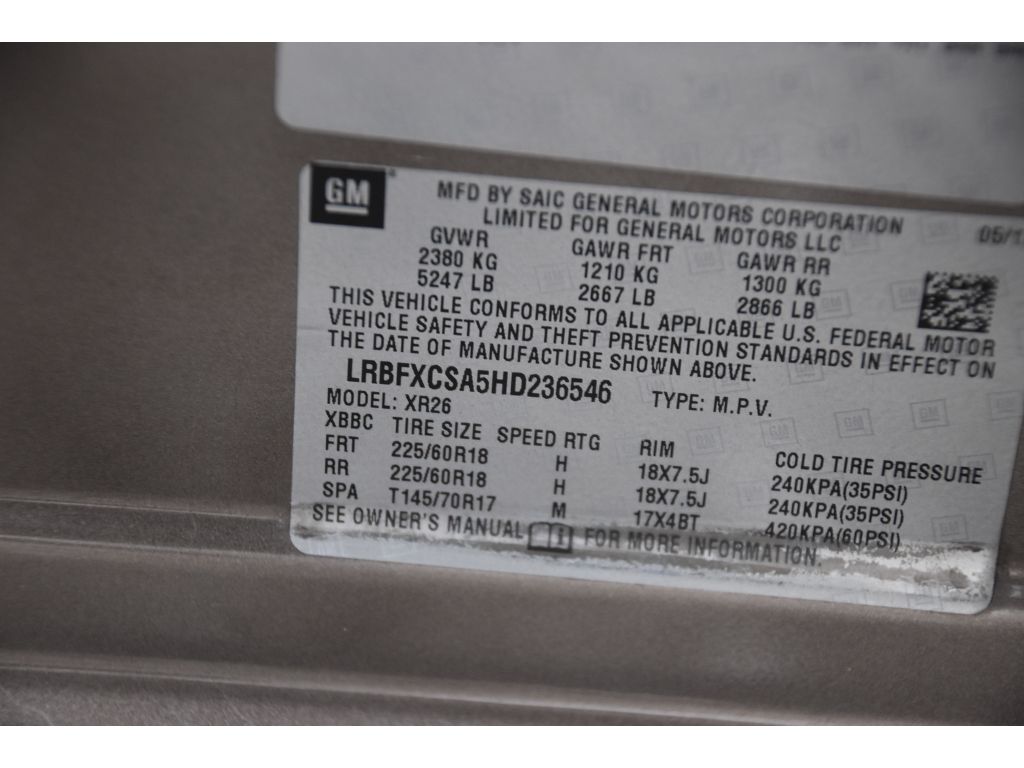 GM
MFD BY SAIC GENERAL MOTORS CORPORATION
LIMITED FOR GENERAL MOTORS LLC
05/1
GVWR GAWR FRT GAWR RR
2380 KG 1210 KG 1300 KG
5247 LB 2667 LB 2866 LB
THIS VEHICLE CONFORMS TO ALL APPLICABLE U.S. FEDERAL MOTOR
VEHICLE SAFETY AND THEFT PREVENTION STANDARDS IN EFFECT ON
THE DATE OF MANUFACTURE SHOWN ABOVE.
LRBFXCSA5HD236546 TYPE: M.P.V.
MODEL: XR26
XBBC TIRE SIZE SPEED RTG RIM COLD TIRE PRESSURE
FRT 225/60R18 H 18X7.5J 240KPA(35PSI)
RR 225/60R18 H 18X7.5J 240KPA(35PSI)
SPA T145/70R17 M 17X4BT 420KPA(60PSI)
SEE OWNER'S MANUAL FOR MORE INFORMATION.